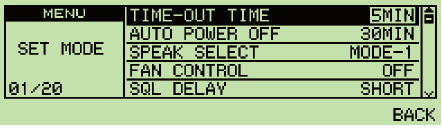 MENU
SET MODE
01/20
TIME-OUT TIME 5MIN
AUTO POWER OFF 30MIN
SPEAK SELECT MODE-1
FAN CONTROL OFF
SQL DELAY SHORT
BACK